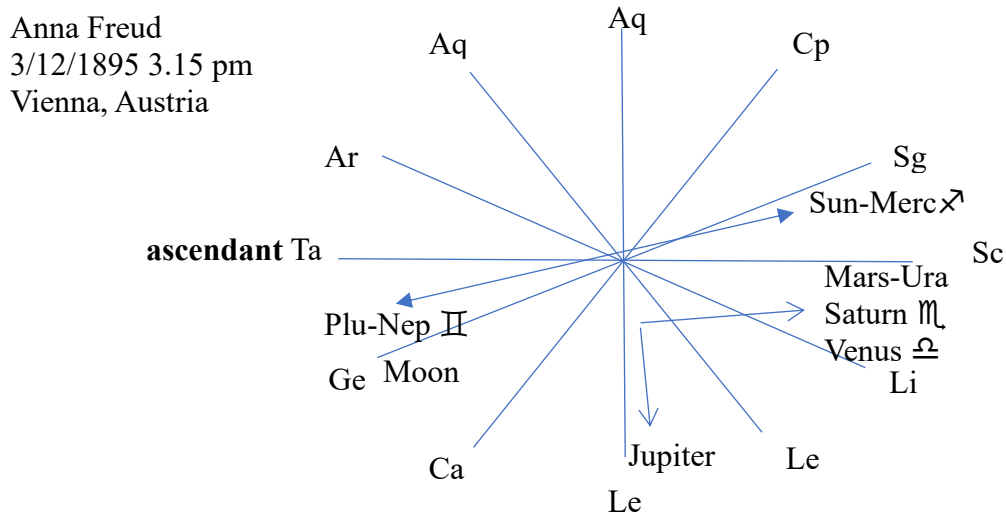 Anna Freud
3/12/1895 3.15 pm
Vienna, Austria
Aq
Aq
Cp
Ar
Sg
Sun-Merc♐
ascendant Ta
Sc
Mars-Ura
Saturn ♏
Venus ♎
Plu-Nep ♊
Ge
Moon
Li
Ca
Jupiter
Le
Le